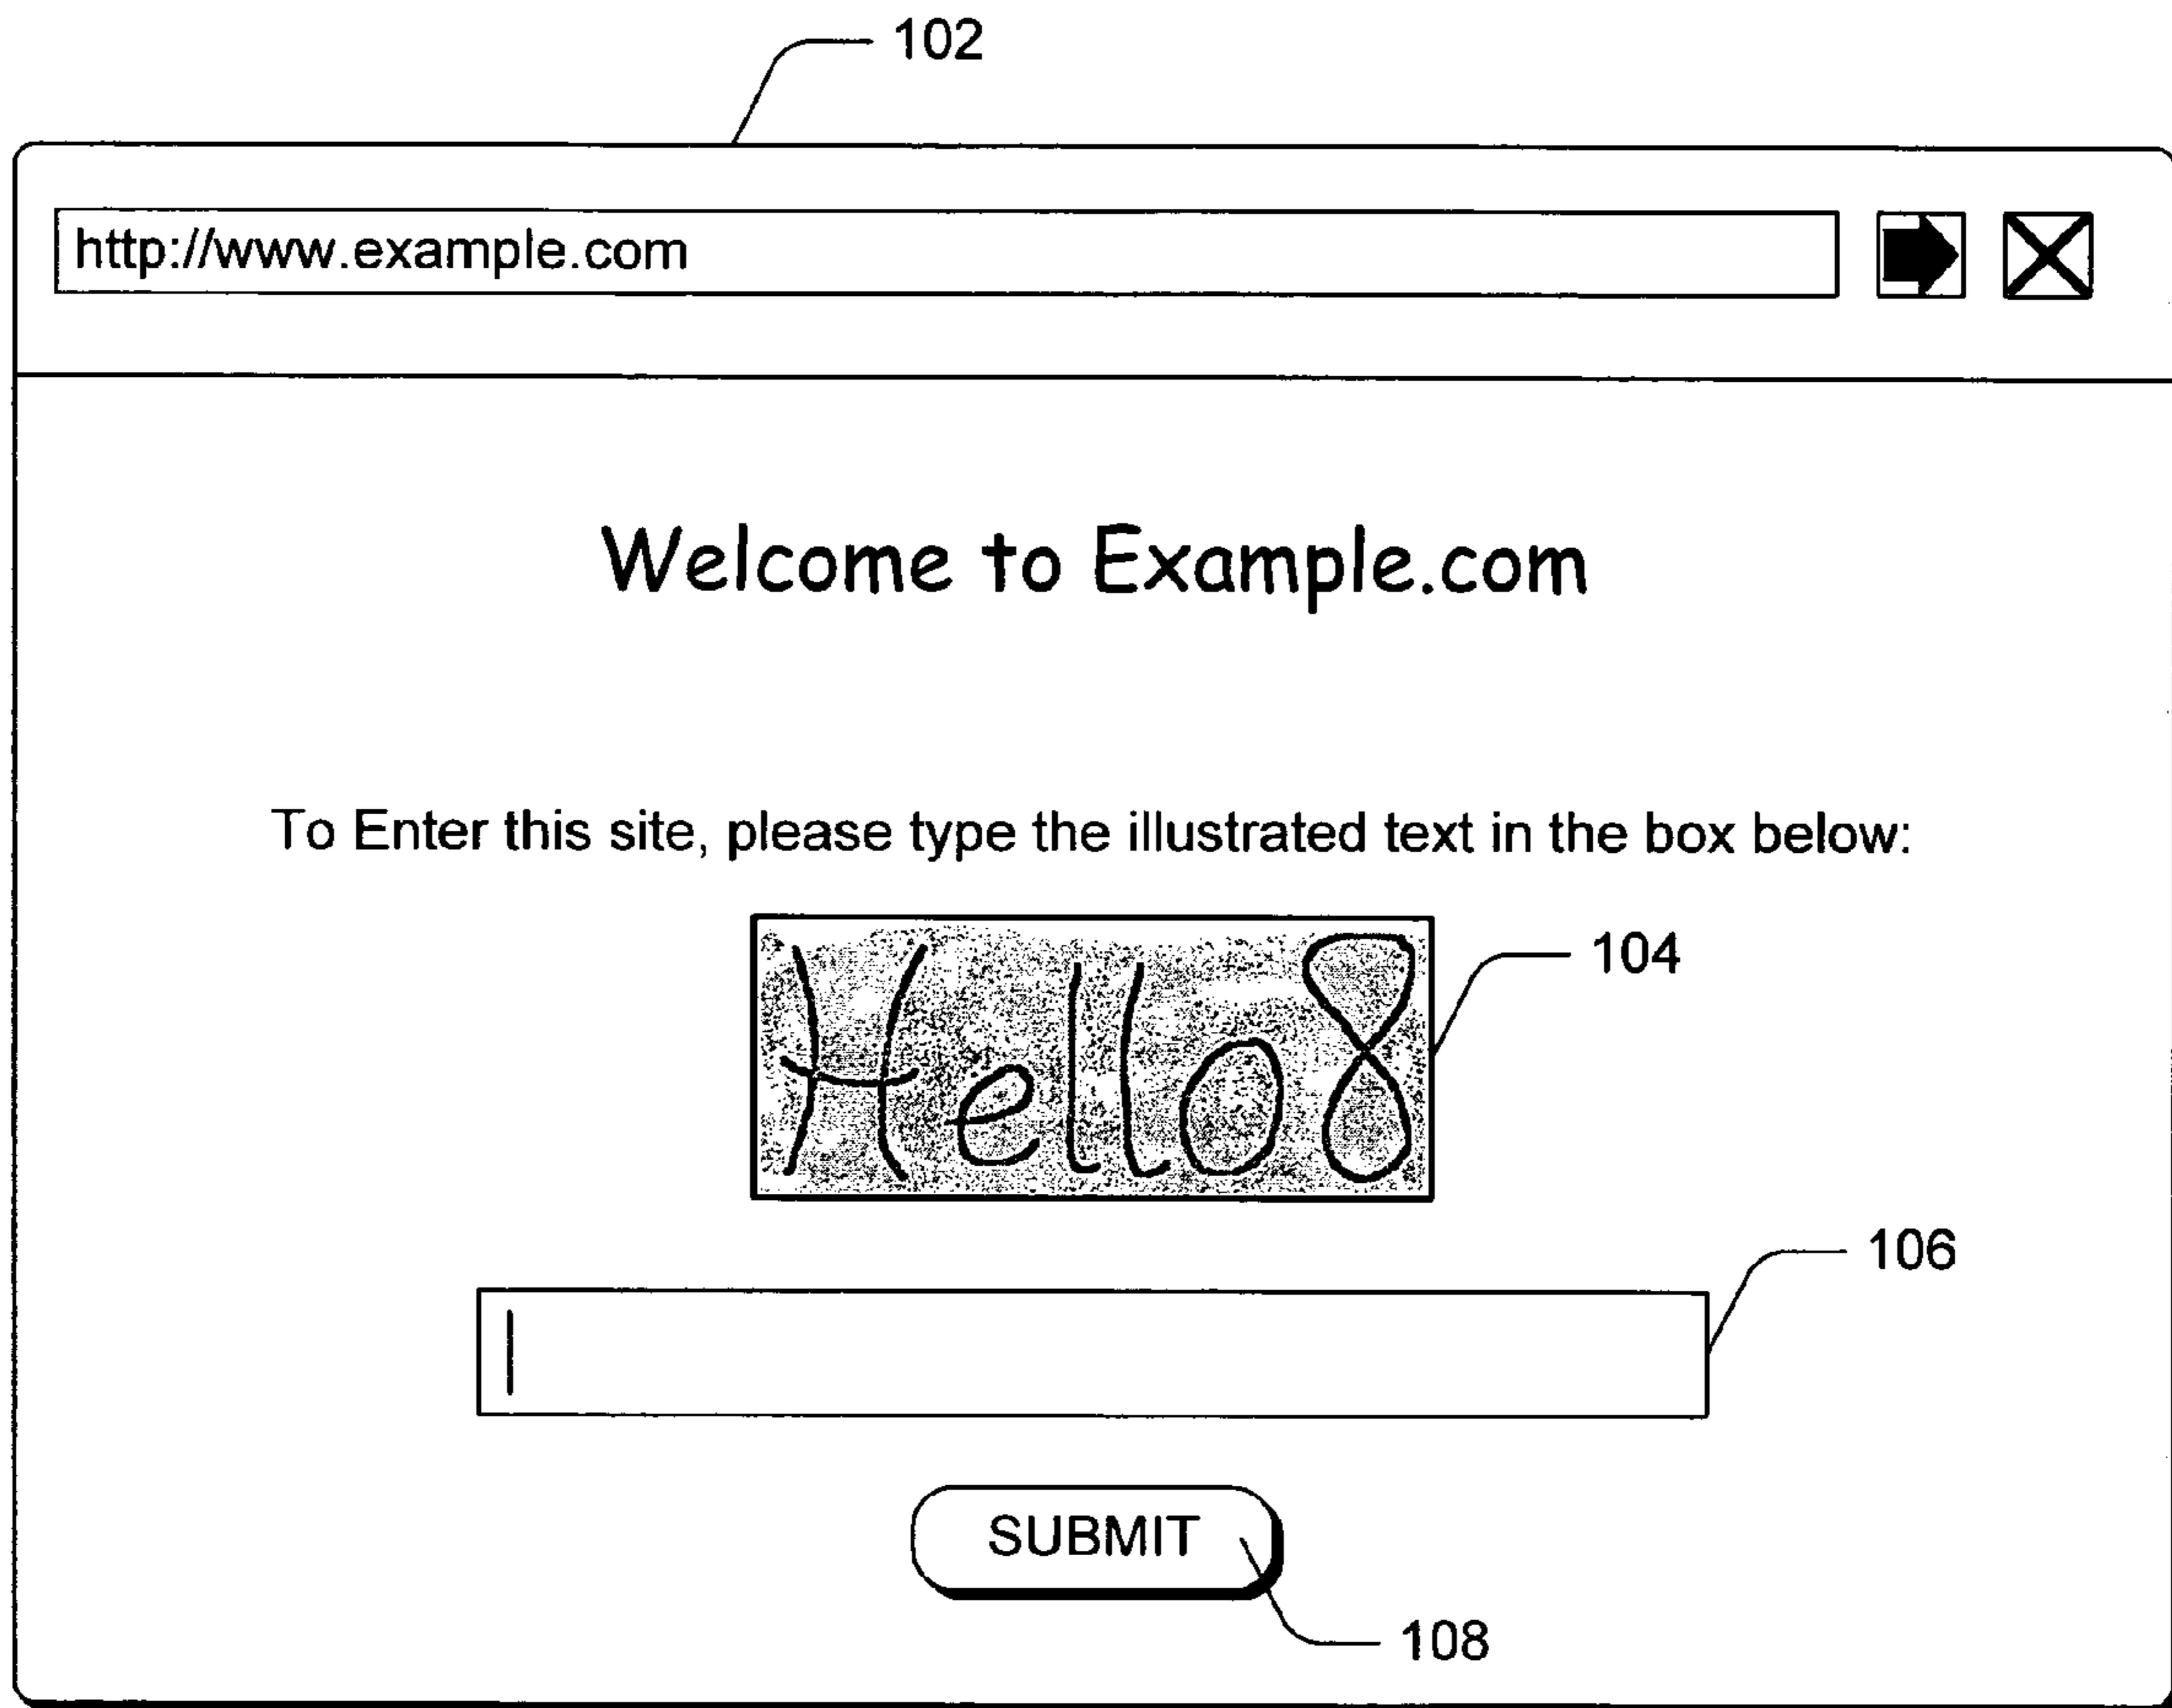 102
http://www.example.com
Welcome to Example.com
To Enter this site, please type the illustrated text in the box below:
Hello8
104
106
SUBMIT
108